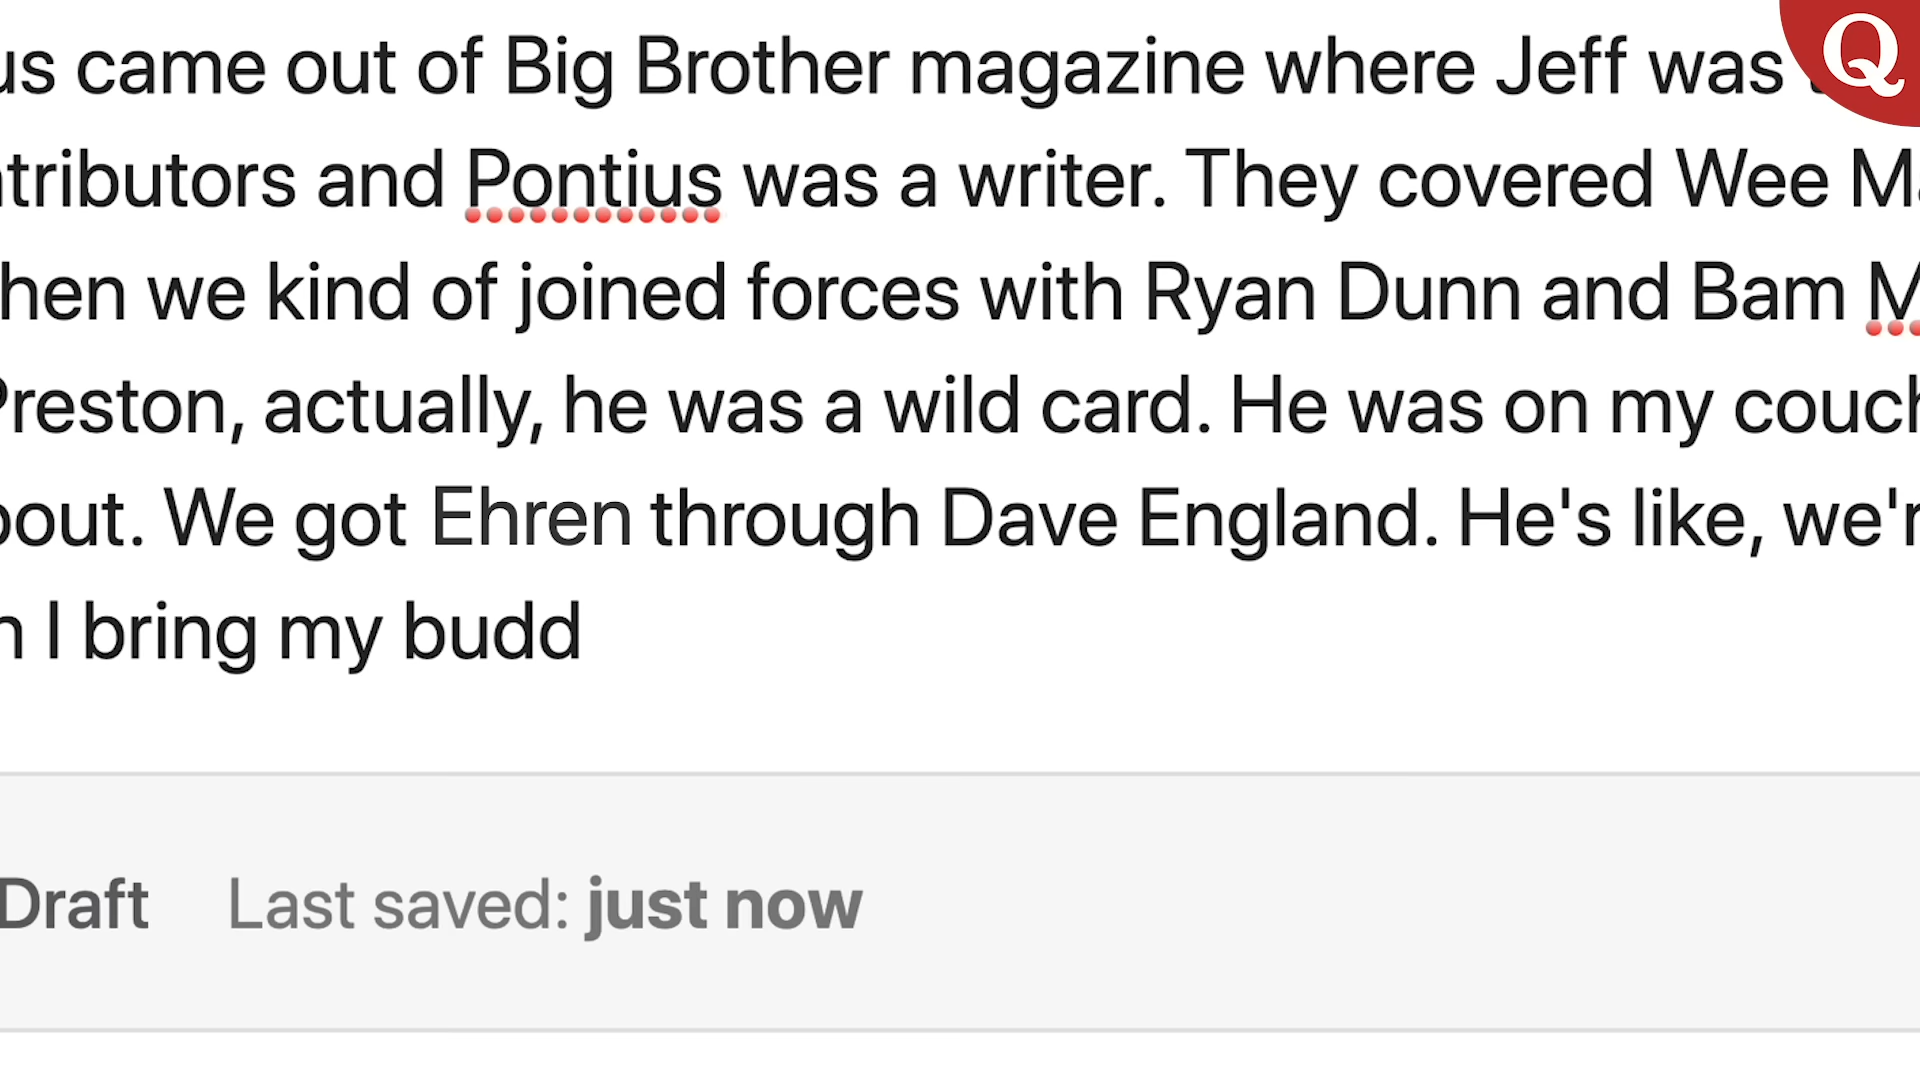 us came out of Big Brother magazine where Jeff was
Q
tributors and Pontius was a writer. They covered Wee
hen we kind of joined forces with Ryan Dunn and Bam
Preston, actually, he was a wild card. He was on my couch
bout. We got Ehren through Dave England. He's like, we'r
n I bring my budd
Draft Last saved: just now